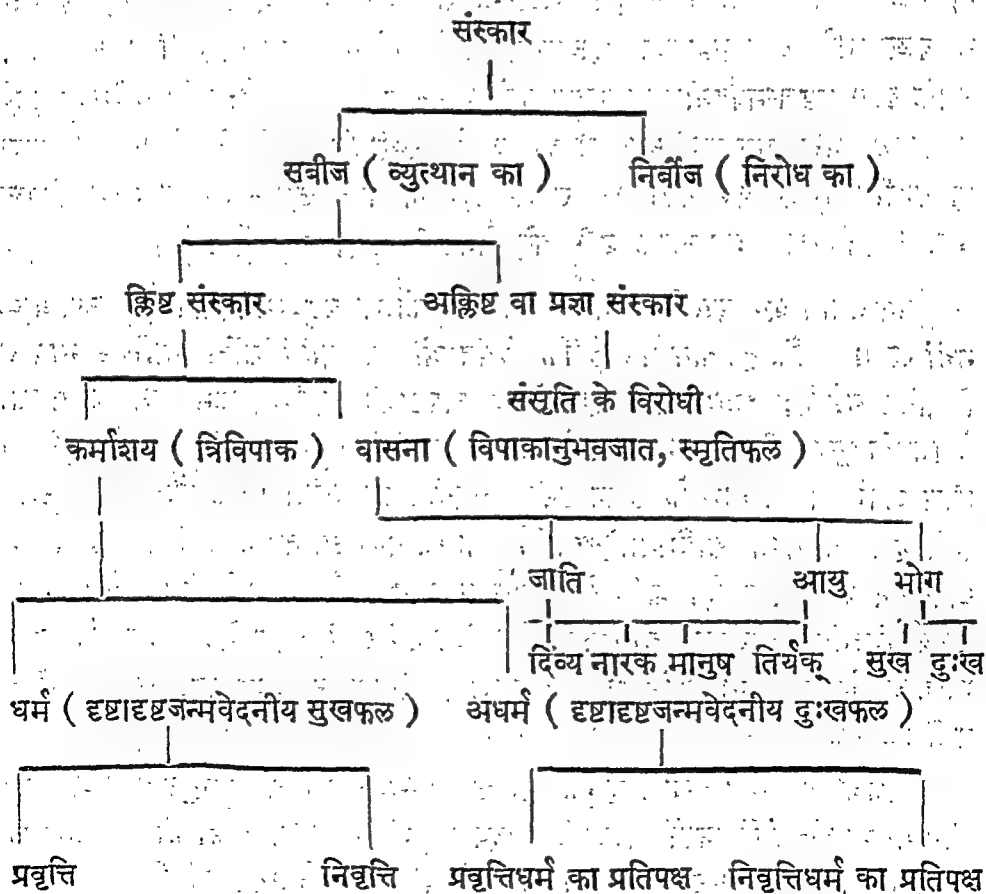 संस्कार
सबीज ( व्युत्थान का ) निर्बीज ( निरोध का )
क्लिष्ट संस्कार अक्लिष्ट वा प्रज्ञा संस्कार
संसृति के विरोधी
कर्माशय ( त्रिविपाक ) वासना ( विपाकानुभवजात, स्मृतिफल )
जाति आयु भोग
दिव्य नारक मानुष तिर्यक् सुख दुःख
धर्म ( दृष्टादृष्टजन्मवेदनीय सुखफल ) अधर्म ( दृष्टादृष्टजन्मवेदनीय दुःखफल )
प्रवृत्ति निवृत्ति प्रवृत्तिधर्म का प्रतिपक्ष निवृत्तिधर्म का प्रतिपक्ष